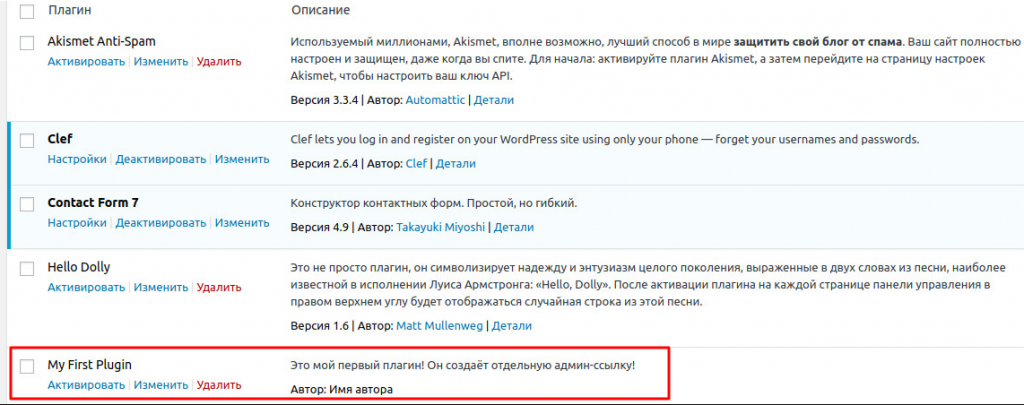 Плагин Описание
Akismet Anti-Spam Используемый миллионами, Akismet, вполне возможно, лучший способ в мире защитить свой блог от спама. Ваш сайт полностью
Активировать | Изменить | Удалить настроен и защищен, даже когда вы спите. Для начала: активируйте плагин Akismet, а затем перейдите на страницу настроек
Akismet, чтобы настроить ваш ключ API.
Версия 3.3.4 | Автор: Automattic | Детали
Clef Clef lets you log in and register on your WordPress site using only your phone — forget your usernames and passwords.
Настройки | Деактивировать | Изменить Версия 2.6.4 | Автор: Clef | Детали
Contact Form 7 Конструктор контактных форм. Простой, но гибкий.
Настройки | Деактивировать | Изменить Версия 4.9 | Автор: Takayuki Miyoshi | Детали
Hello Dolly Это не просто плагин, он символизирует надежду и энтузиазм целого поколения, выраженные в двух словах из песни, наиболее
Активировать | Изменить | Удалить известной в исполнении Луиса Армстронга: «Hello, Dolly». После активации плагина на каждой странице панели управления в
правом верхнем углу будет отображаться случайная строка из этой песни.
Версия 1.6 | Автор: Matt Mullenweg | Детали
My First Plugin Это мой первый плагин! Он создаёт отдельную админ-ссылку!
Активировать | Изменить | Удалить Автор: Имя автора